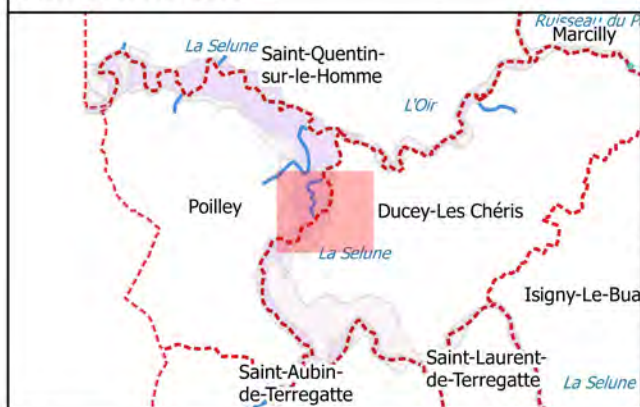 Ruisseau du P
Marcilly
La Selune
Saint-Quentin-
sur-le-Homme
L'Oir
Poilley
Ducey-Les Chéris
La Selune
Isigny-Le-Bua
Saint-Aubin-
de-Terregatte
Saint-Laurent-
de-Terregatte
La Selune